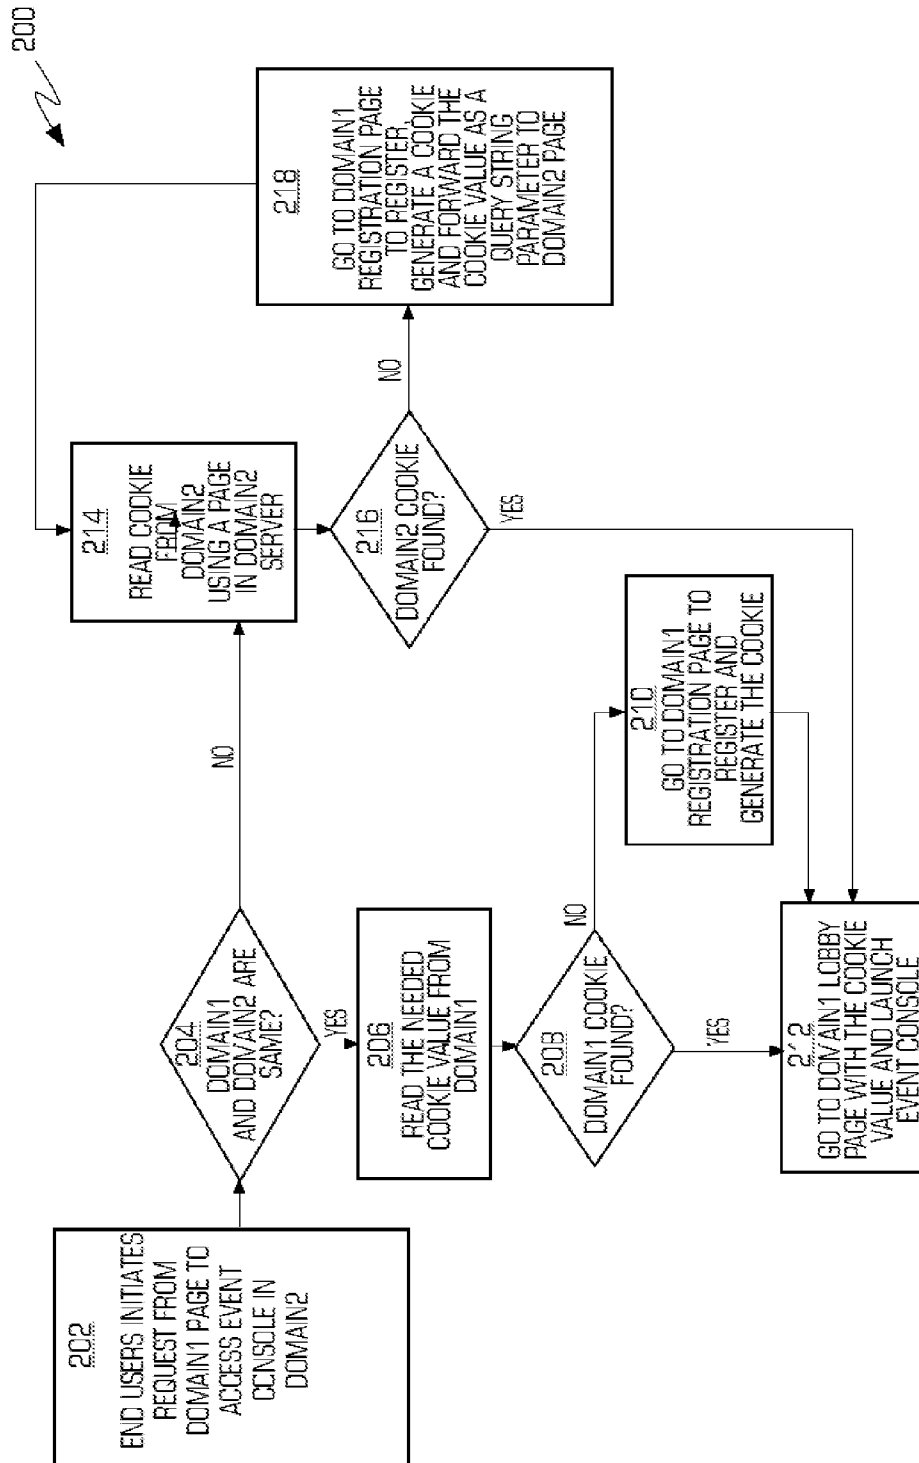 200
202
END USERS INITIATES
REQUEST FROM
DOMAIN1 PAGE TO
ACCESS EVENT
CONSOLE IN
DOMAIN2
204
DOMAIN1
AND DOMAIN2 ARE
SAME?
NO
YES
214
READ COOKIE
FROM
DOMAIN2
USING A PAGE
IN DOMAIN2
SERVER
216
DOMAIN2 COOKIE
FOUND?
NO
YES
218
GO TO DOMAIN1
REGISTRATION PAGE
TO REGISTER,
GENERATE A COOKIE
AND FORWARD THE
COOKIE VALUE AS A
QUERY STRING
PARAMETER TO
DOMAIN2 PAGE
206
READ THE NEEDED
COOKIE VALUE FROM
DOMAIN1
208
DOMAIN1 COOKIE
FOUND?
NO
YES
210
GO TO DOMAIN1
REGISTRATION PAGE TO
REGISTER AND
GENERATE THE COOKIE
212
GO TO DOMAIN1 LOBBY
PAGE WITH THE COOKIE
VALUE AND LAUNCH
EVENT CONSOLE